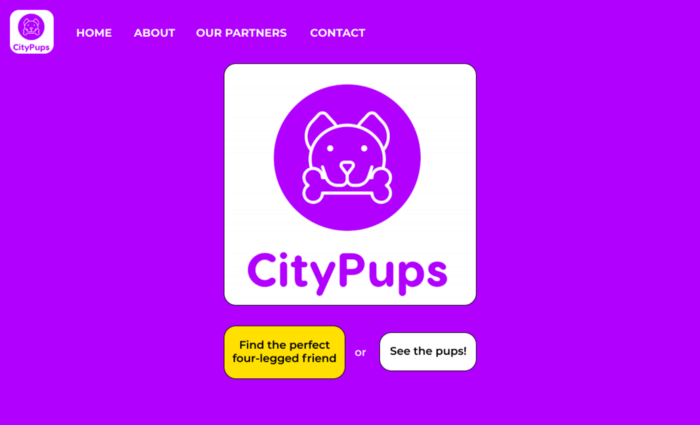 CityPups
HOME
ABOUT
OUR PARTNERS
CONTACT
CityPups
Find the perfect
four-legged friend
or
See the pups!